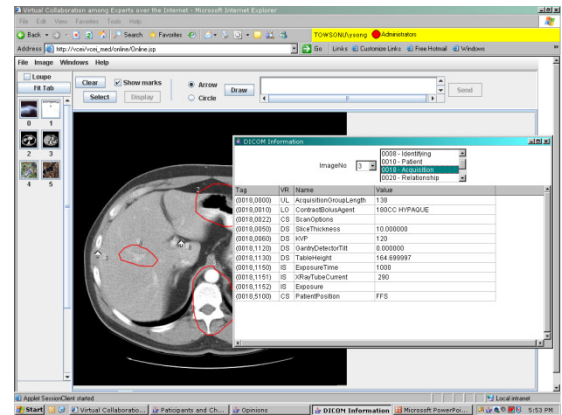 Virtual Collaboration among Experts over the Internet - Microsoft Internet Explorer
File Edit View Favorites Tools Help
Back Search Favorites TOWSON\fyseng Administrators
Address http://vcei/vcei_med/online/Online.jsp Go Links Customize Links Free Hotmail Windows
File Image Windows Help
Loupe
Fit Tab
Clear Show marks Arrow Draw Send
Select Display Circle
0 1
2 3
4 5
2
3
DICOM Information
ImageNo 3
0008 - Identifying
0010 - Patient
0018 - Acquisition
0020 - Relationship
Tag VR Name Value
(0018,0000) UL AcquisitionGroupLength 138
(0018,0010) LO ContrastBolusAgent 180CC HYPAQUE
(0018,0022) CS ScanOptions
(0018,0050) DS SliceThickness 10.000000
(0018,0060) DS KVP 120
(0018,1120) DS GantryDetectorTilt 0.000000
(0018,1130) DS TableHeight 164.699997
(0018,1150) IS ExposureTime 1000
(0018,1151) IS XRayTubeCurrent 290
(0018,1152) IS Exposure
(0018,5100) CS PatientPosition FFS
Applet SessionClient started Local intranet
Start Virtual Collaboratio... Paticipants and Ch... Opinions DICOM Information Microsoft PowerPoi... 5:53 PM